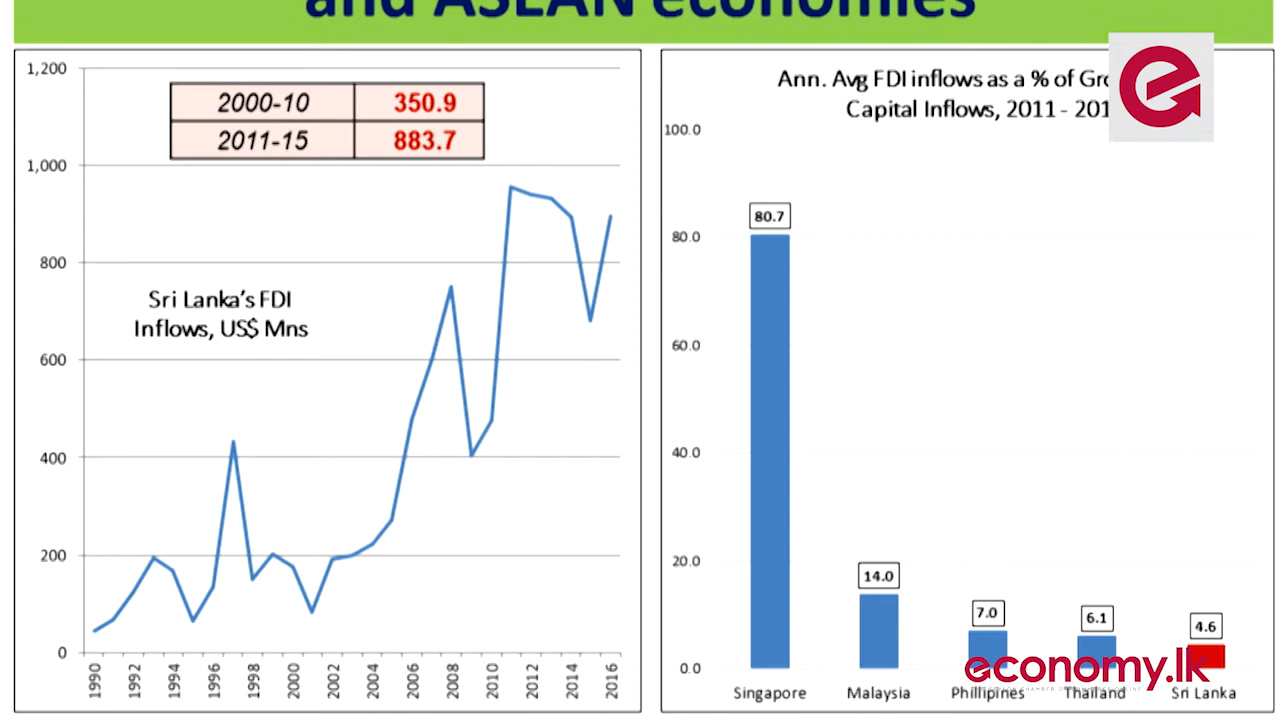 and ASEAN economies
1,200
1,000
800
600
400
200
0
2000-10 350.9
2011-15 883.7
Sri Lanka's FDI
Inflows, US$ Mns
1990 1992 1994 1996 1998 2000 2002 2004 2006 2008 2010 2012 2014 2016
Ann. Avg FDI inflows as a % of
Capital Inflows, 2011 -
100.0
80.0
60.0
40.0
20.0
0.0
80.7
14.0
7.0
6.1
4.6
Singapore Malaysia Phillipines Thailand Sri Lanka
economy.lk